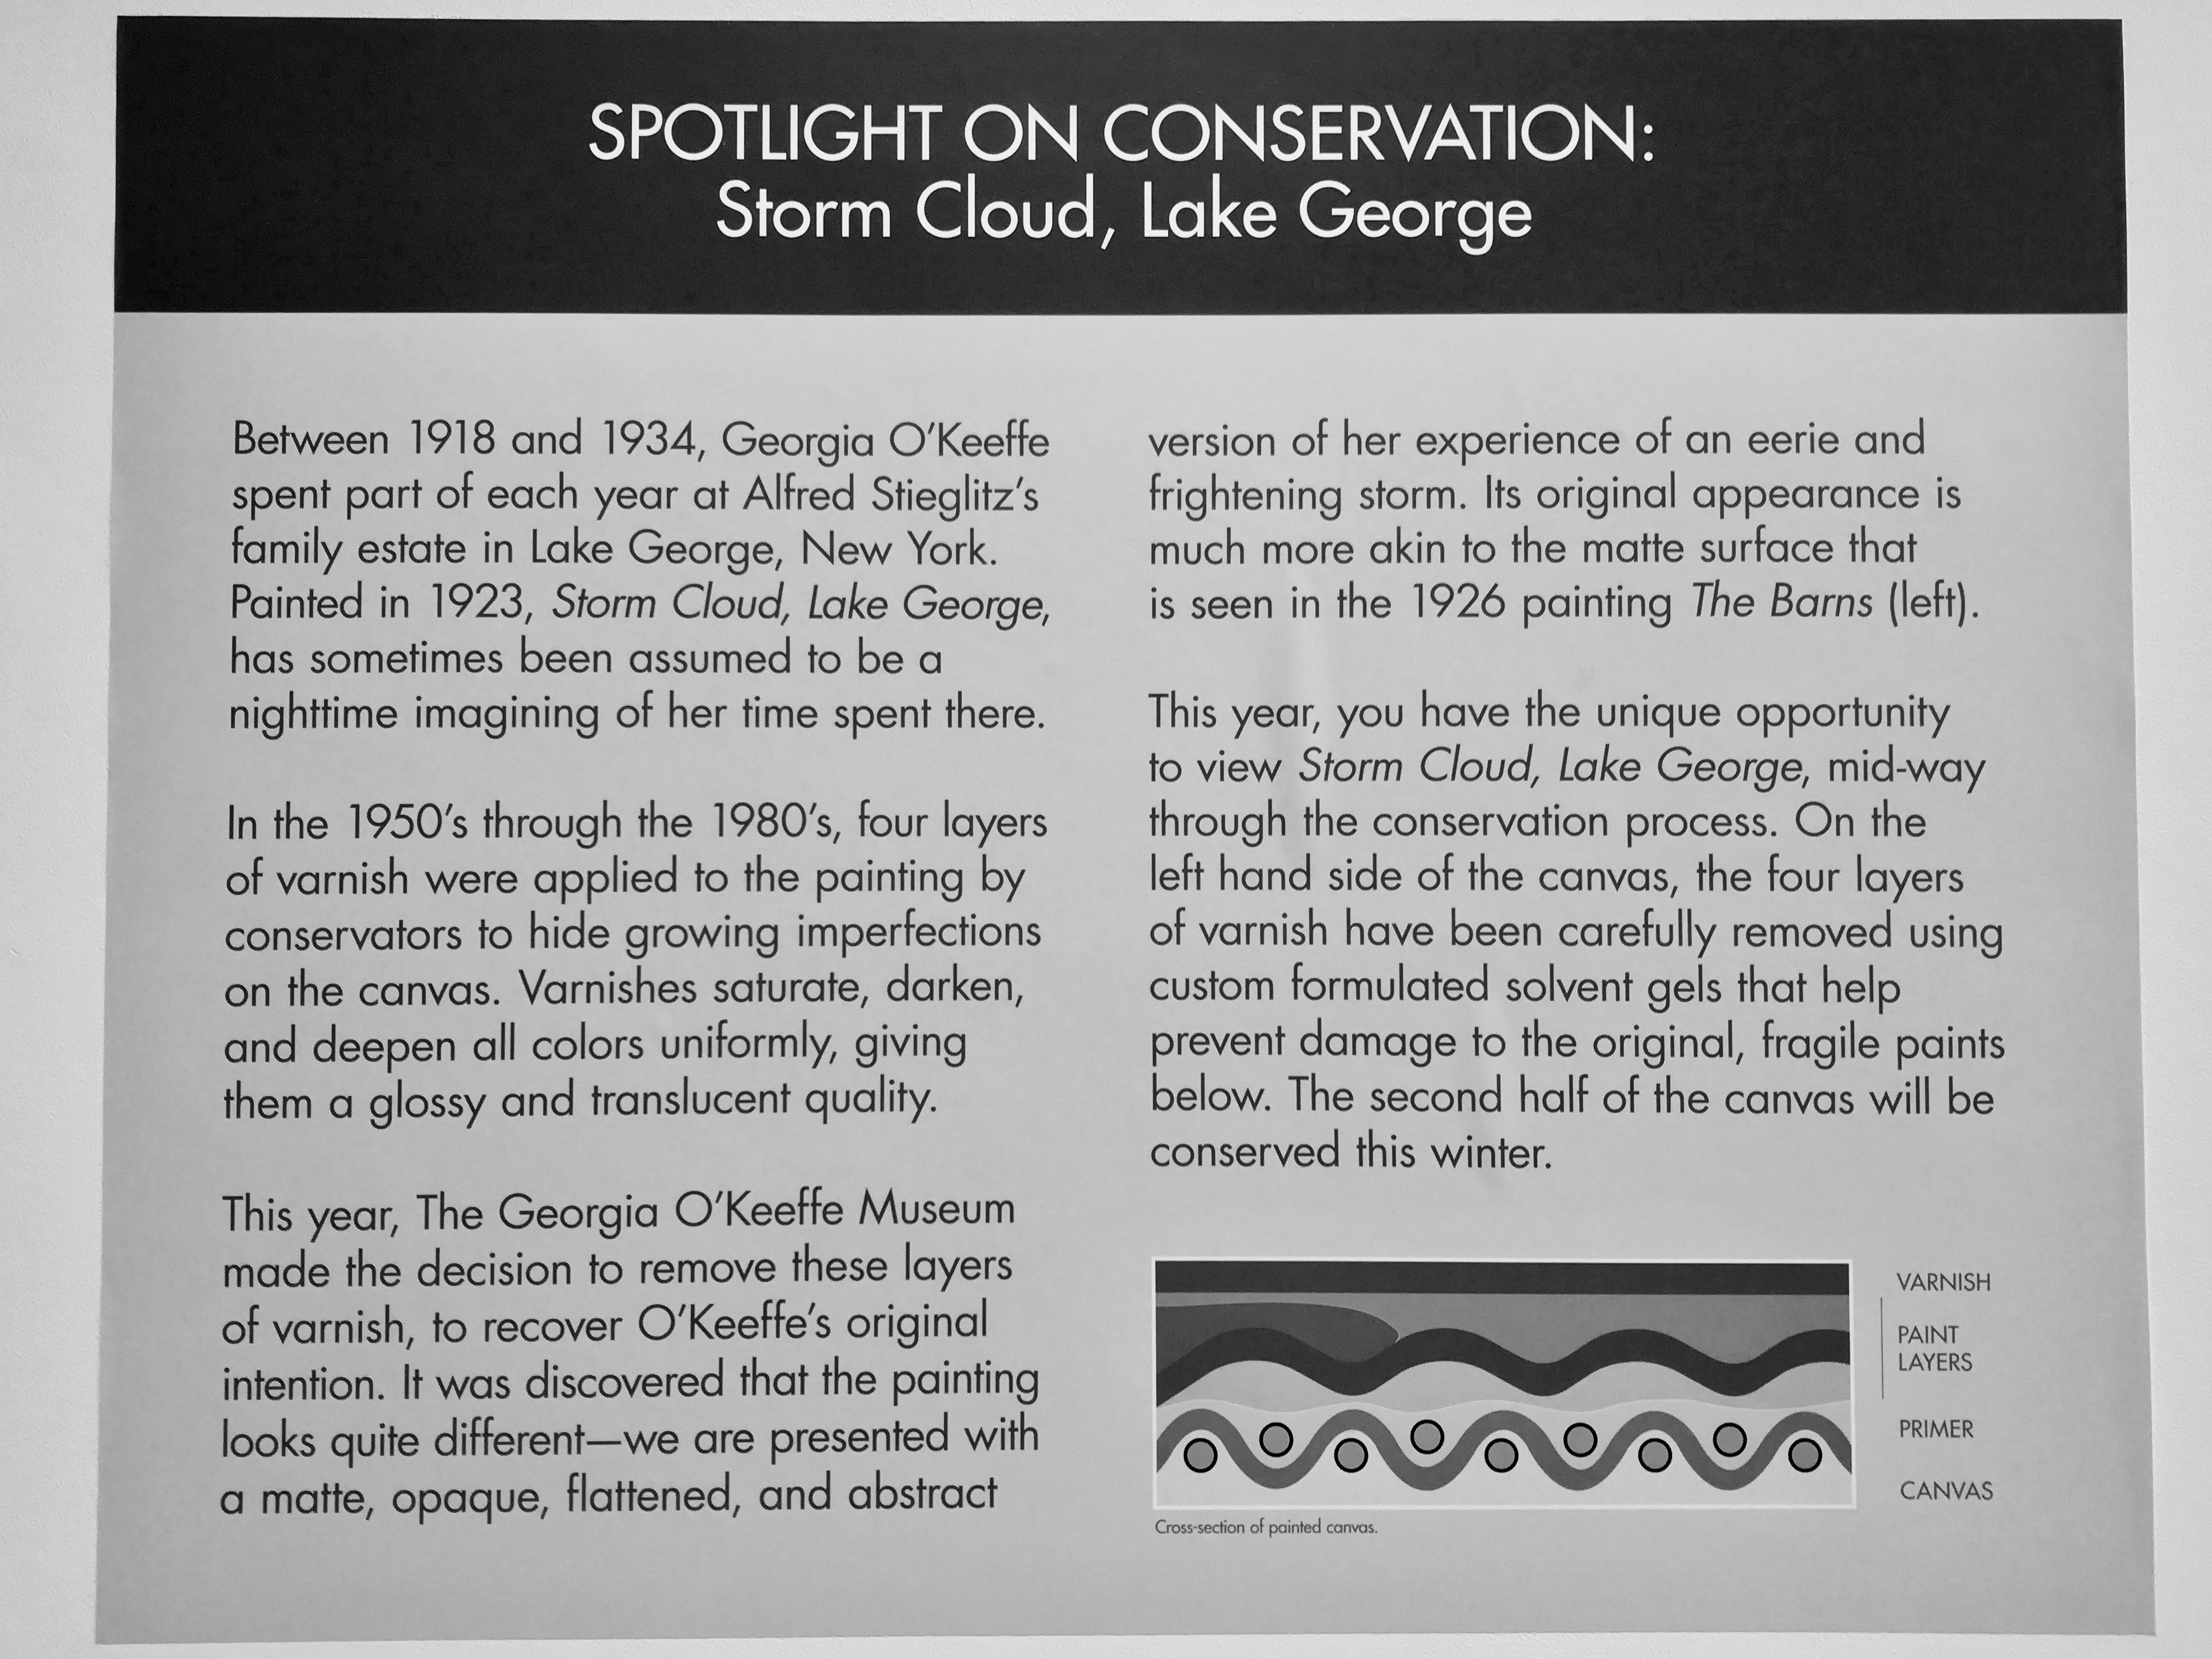 SPOTLIGHT ON CONSERVATION:
Storm Cloud, Lake George
Between 1918 and 1934, Georgia O'Keeffe
spent part of each year at Alfred Stieglitz's
family estate in Lake George, New York.
Painted in 1923, Storm Cloud, Lake George,
has sometimes been assumed to be a
nighttime imagining of her time spent there.
In the 1950's through the 1980's, four layers
of varnish were applied to the painting by
conservators to hide growing imperfections
on the canvas. Varnishes saturate, darken,
and deepen all colors uniformly, giving
them a glossy and translucent quality.
This year, The Georgia O'Keeffe Museum
made the decision to remove these layers
of varnish, to recover O'Keeffe's original
intention. It was discovered that the painting
looks quite different—we are presented with
a matte, opaque, flattened, and abstract
version of her experience of an eerie and
frightening storm. Its original appearance is
much more akin to the matte surface that
is seen in the 1926 painting The Barns (left).
This year, you have the unique opportunity
to view Storm Cloud, Lake George, mid-way
through the conservation process. On the
left hand side of the canvas, the four layers
of varnish have been carefully removed using
custom formulated solvent gels that help
prevent damage to the original, fragile paints
below. The second half of the canvas will be
conserved this winter.
VARNISH
PAINT
LAYERS
PRIMER
CANVAS
Cross-section of painted canvas.